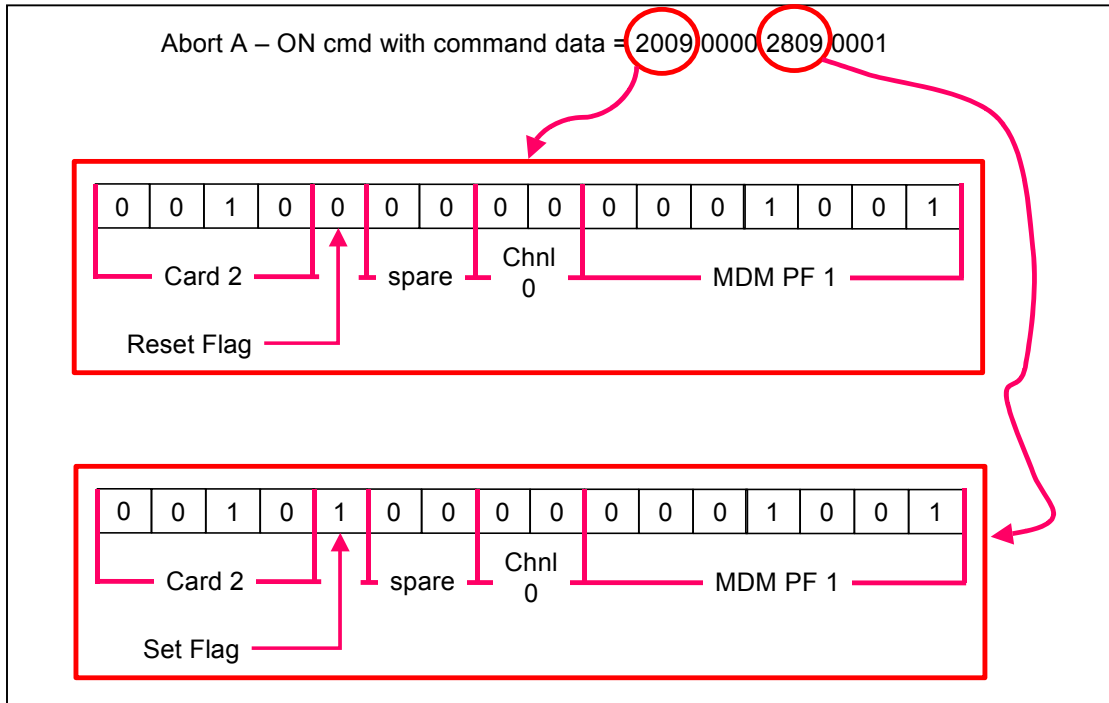 Abort A – ON cmd with command data = 2009 0000 2809 0001
0 0 1 0 0 0 0 0 0 0 0 0 1 0 0 1
Card 2 spare Chnl 0 MDM PF 1
Reset Flag
0 0 1 0 1 0 0 0 0 0 0 0 1 0 0 1
Card 2 spare Chnl 0 MDM PF 1
Set Flag